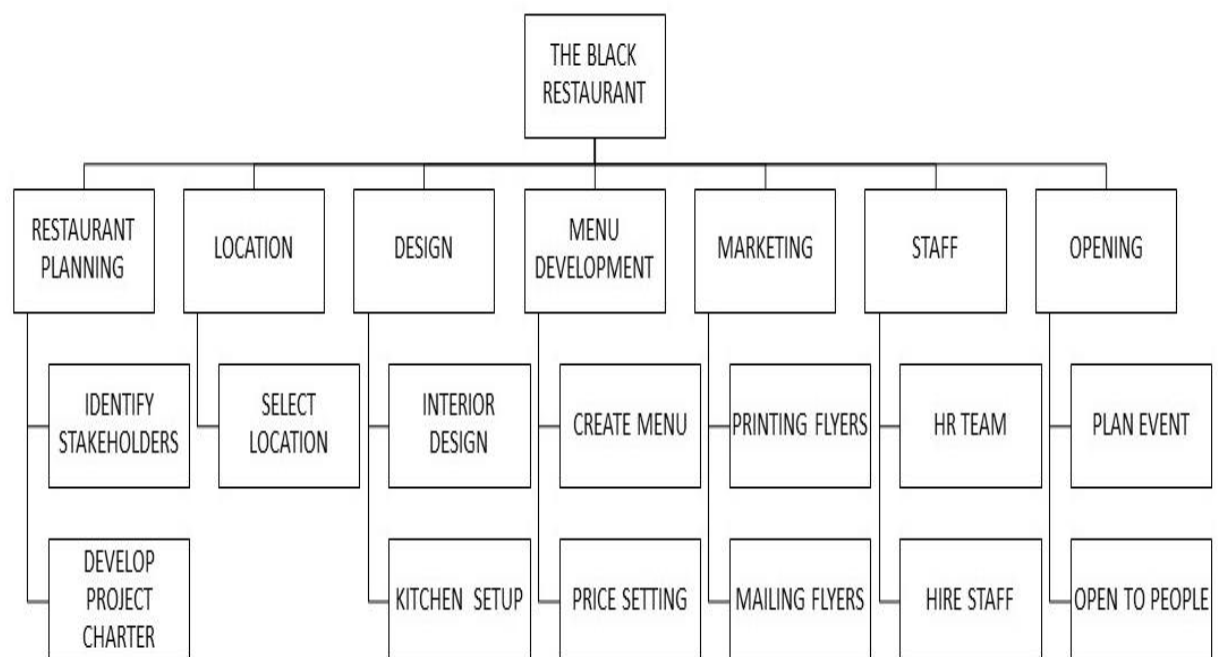 THE BLACK
RESTAURANT
RESTAURANT
PLANNING
LOCATION
DESIGN
MENU
DEVELOPMENT
MARKETING
STAFF
OPENING
IDENTIFY
STAKEHOLDERS
SELECT
LOCATION
INTERIOR
DESIGN
CREATE MENU
PRINTING FLYERS
HR TEAM
PLAN EVENT
DEVELOP
PROJECT
CHARTER
KITCHEN SETUP
PRICE SETTING
MAILING FLYERS
HIRE STAFF
OPEN TO PEOPLE